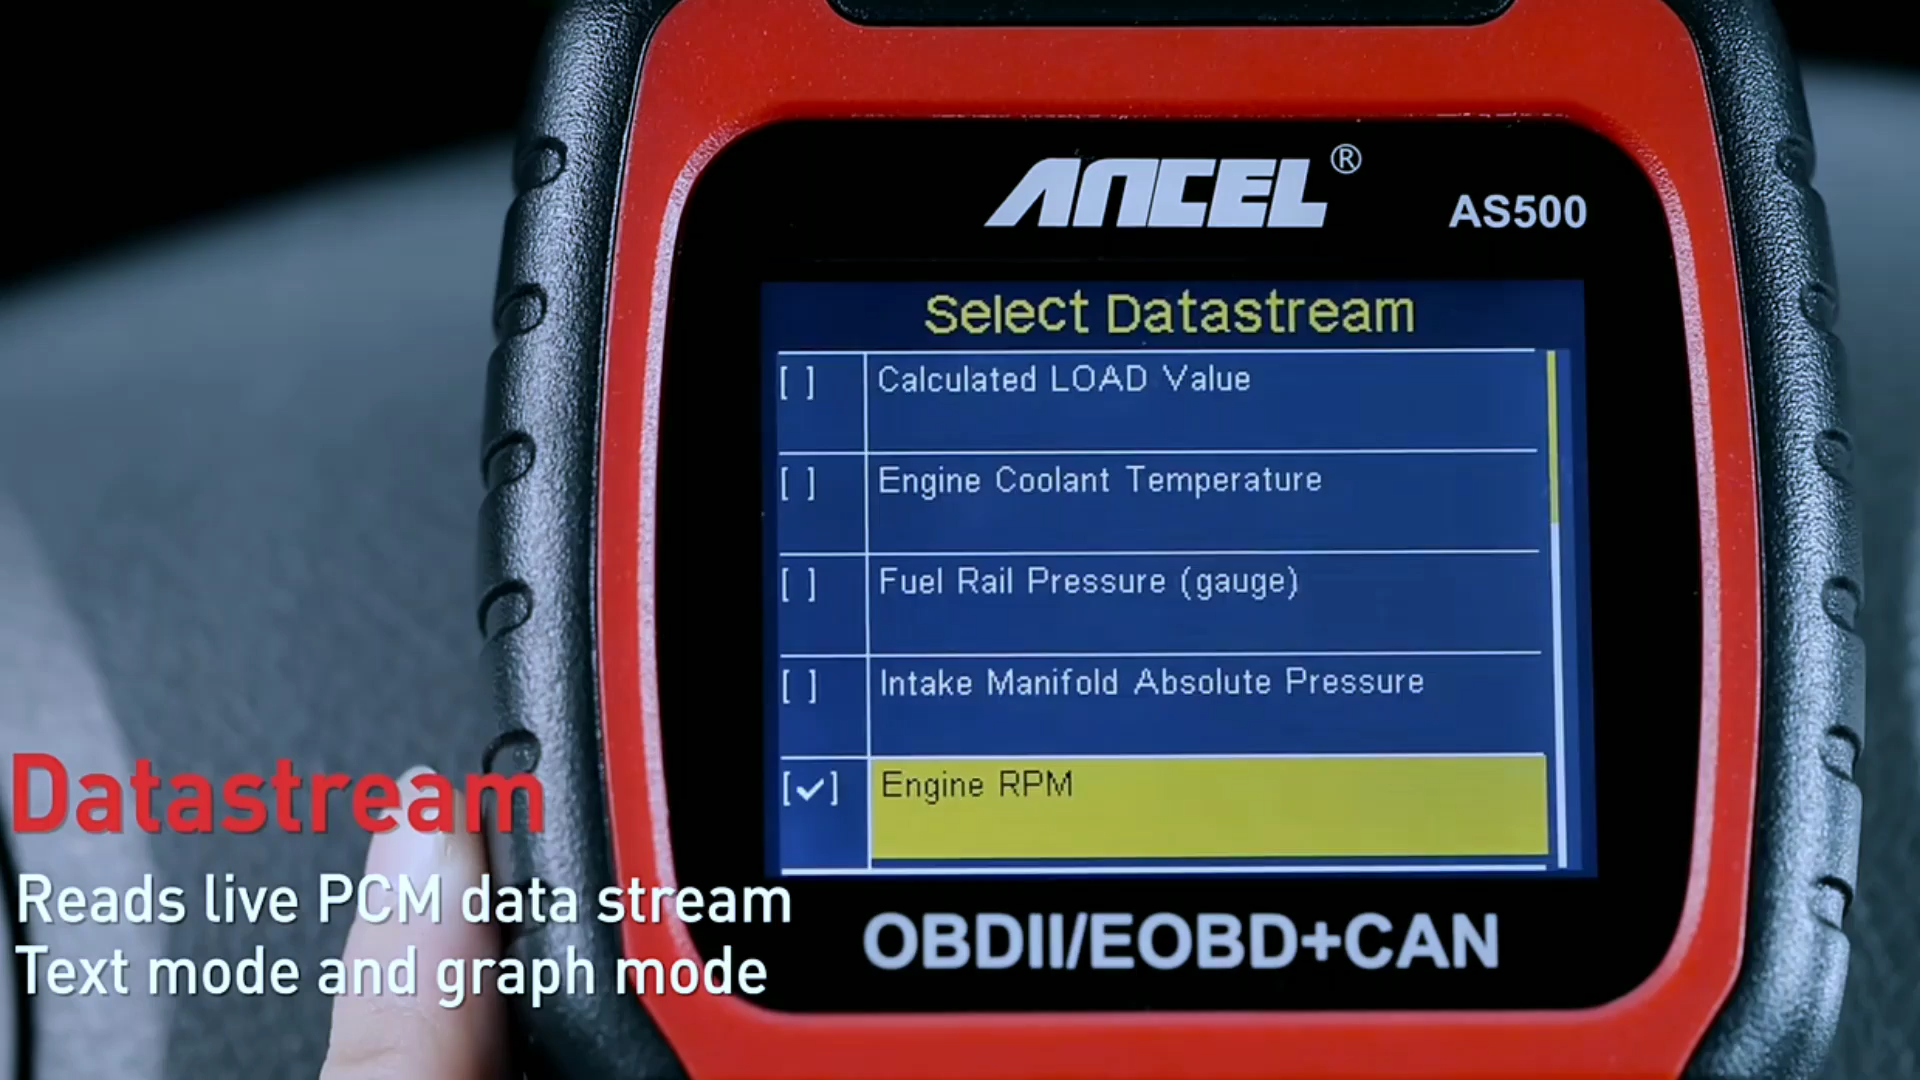 ANCEL®
AS500
Select Datastream
[ ] Calculated LOAD Value
[ ] Engine Coolant Temperature
[ ] Fuel Rail Pressure (gauge)
[ ] Intake Manifold Absolute Pressure
[✓] Engine RPM
OBDII/EOBD+CAN
Datastream
Reads live PCM data stream
Text mode and graph mode